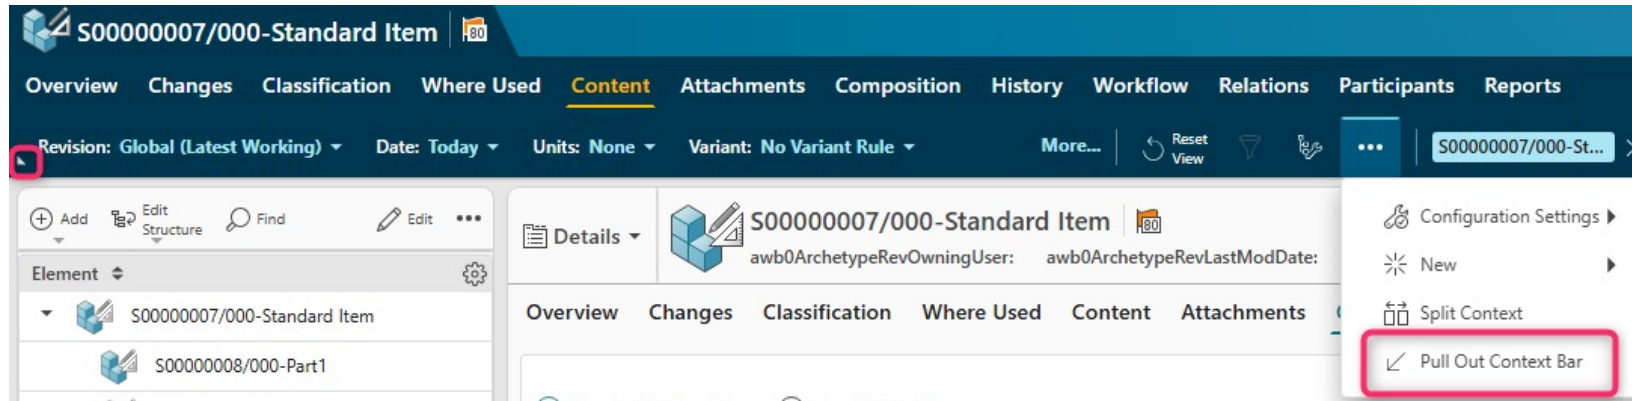 S00000007/000-Standard Item 80
Overview Changes Classification Where Used Content Attachments Composition History Workflow Relations Participants Reports
Revision: Global (Latest Working) Date: Today Units: None Variant: No Variant Rule More... Reset View S00000007/000-St...
Add Edit Structure Find Edit
Details S00000007/000-Standard Item 80
awb0ArchetypeRevOwningUser: awb0ArchetypeRevLastModDate:
Configuration Settings
New
Split Context
Pull Out Context Bar
Element
S00000007/000-Standard Item
S00000008/000-Part1
Overview Changes Classification Where Used Content Attachments